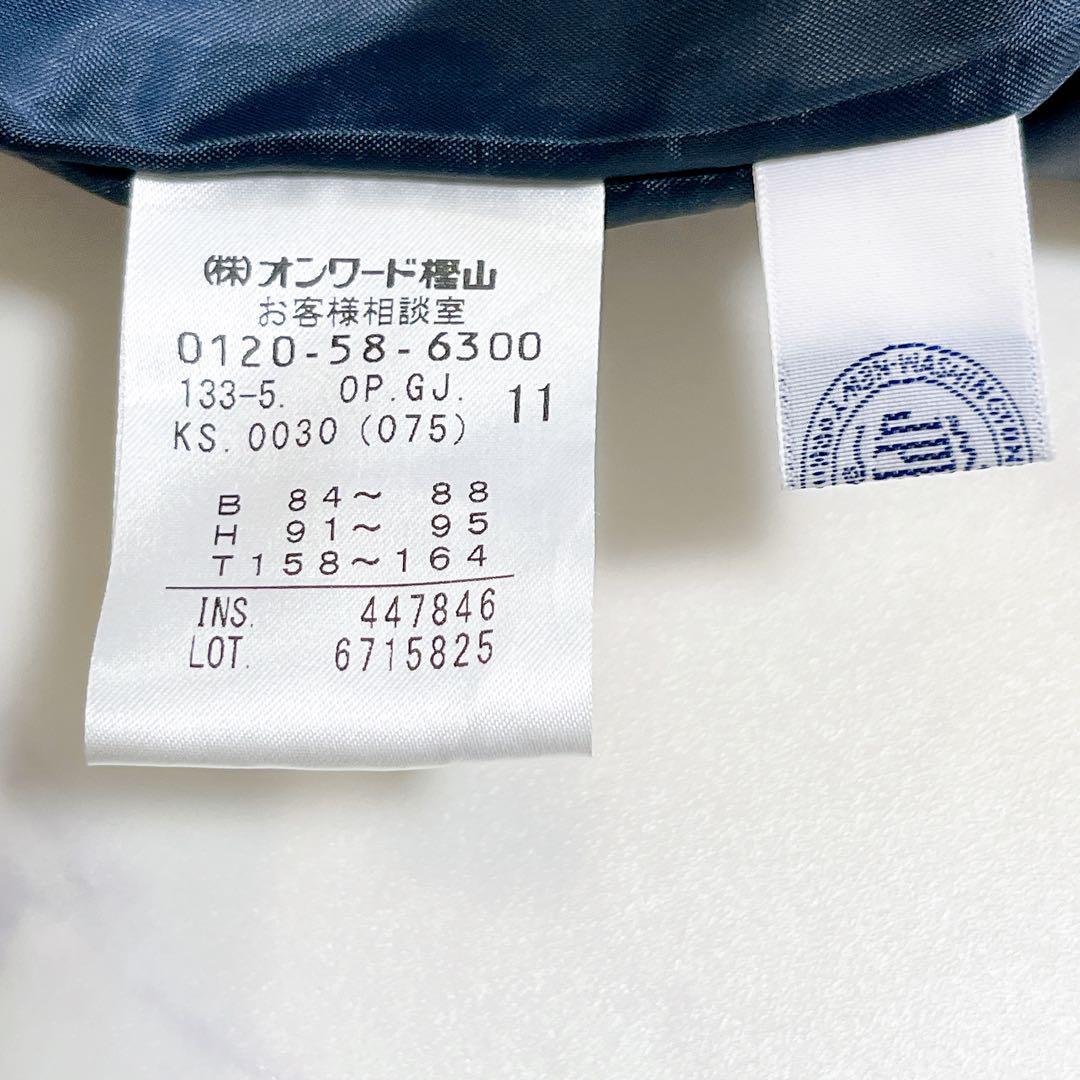 (株)オンワード樫山
お客様相談室
0120-58-6300
133-5. OP.GJ. 11
KS.0030(075)
B 84~ 88
H 91~ 95
T158~164
INS. 447846
LOT. 6715825
WASHINGTON